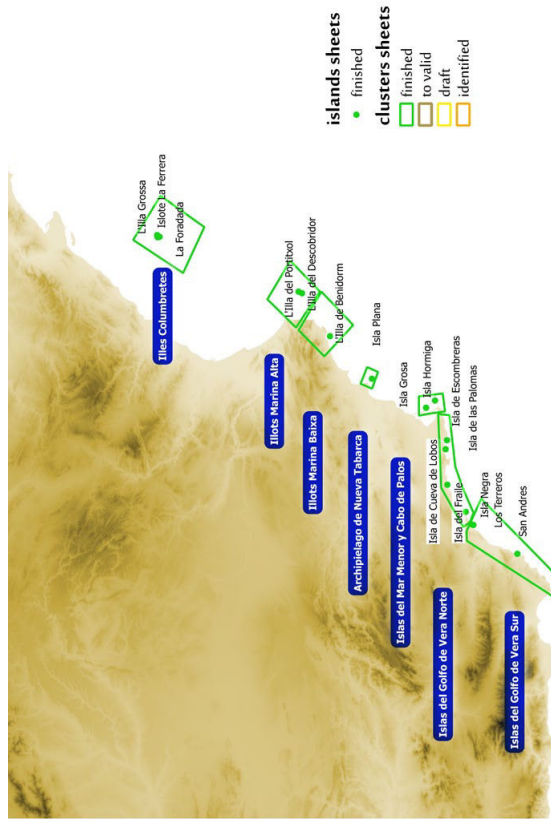 islands sheets
finished
clusters sheets
finished
to valid
draft
identified
L'Illa Grossa
Islote La Ferrera
La Foradada
Illes Columbretes
L'Illa del Portitxol
L'Illa del Descobridor
Illots Marina Alta
L'Illa de Benidorm
Illots Marina Baixa
Isla Plana
Archipielago de Nueva Tabarca
Isla Grosa
Isla Hormiga
Islas del Mar Menor y Cabo de Palos
Isla de Escombreras
Isla de las Palomas
Isla de Cueva de Lobos
Isla del Fraile
Islas del Golfo de Vera Norte
Isla Negra
Los Terreros
San Andres
Islas del Golfo de Vera Sur